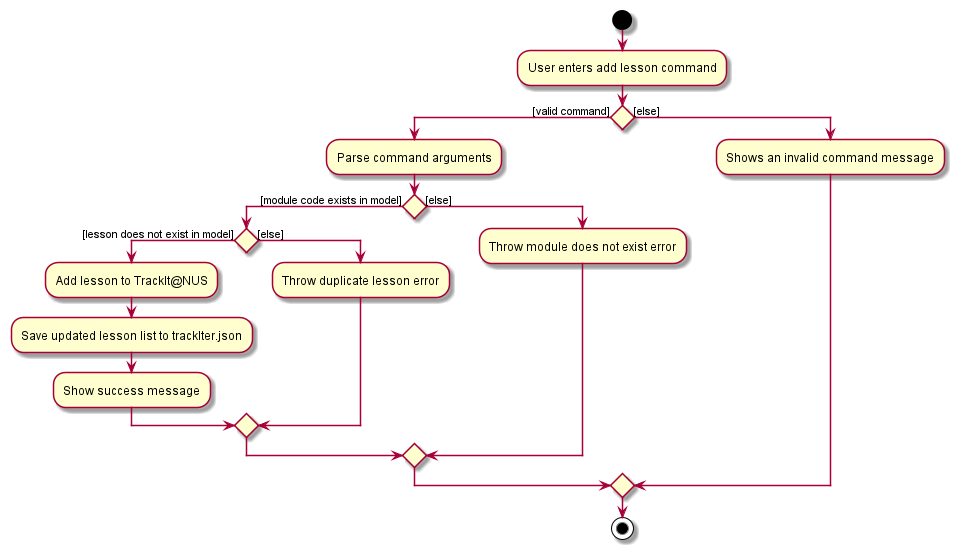 User enters add lesson command
[valid command]
[else]
Parse command arguments
Shows an invalid command message
[module code exists in model]
[else]
[lesson does not exist in model]
[else]
Throw module does not exist error
Add lesson to TrackIt@NUS
Throw duplicate lesson error
Save updated lesson list to trackIter.json
Show success message